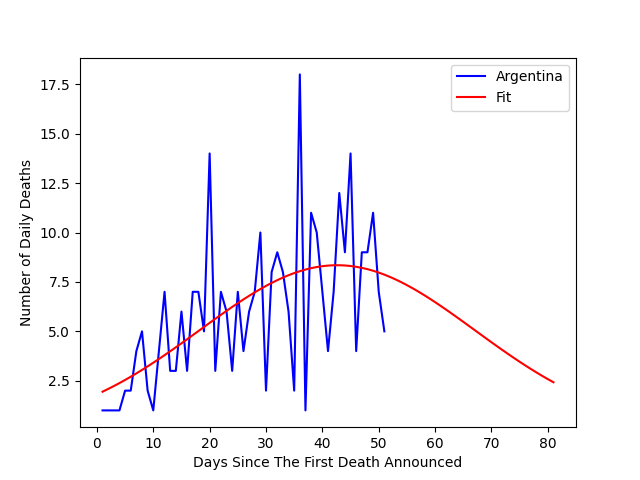 Argentina
Fit
17.5
15.0
12.5
10.0
7.5
5.0
2.5
Number of Daily Deaths
0 10 20 30 40 50 60 70 80
Days Since The First Death Announced